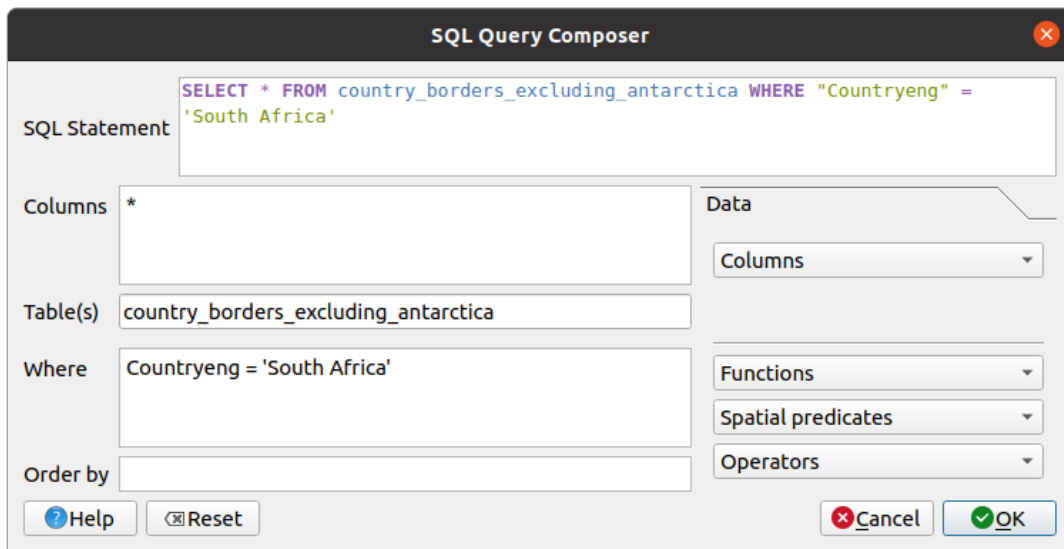 SQL Query Composer
SQL Statement
SELECT * FROM country_borders_excluding_antarctica WHERE "Countryeng" =
'South Africa'
Columns
*
Data
Columns
Table(s)
country_borders_excluding_antarctica
Where
Countryeng = 'South Africa'
Functions
Spatial predicates
Operators
Order by
Help
Reset
Cancel
OK